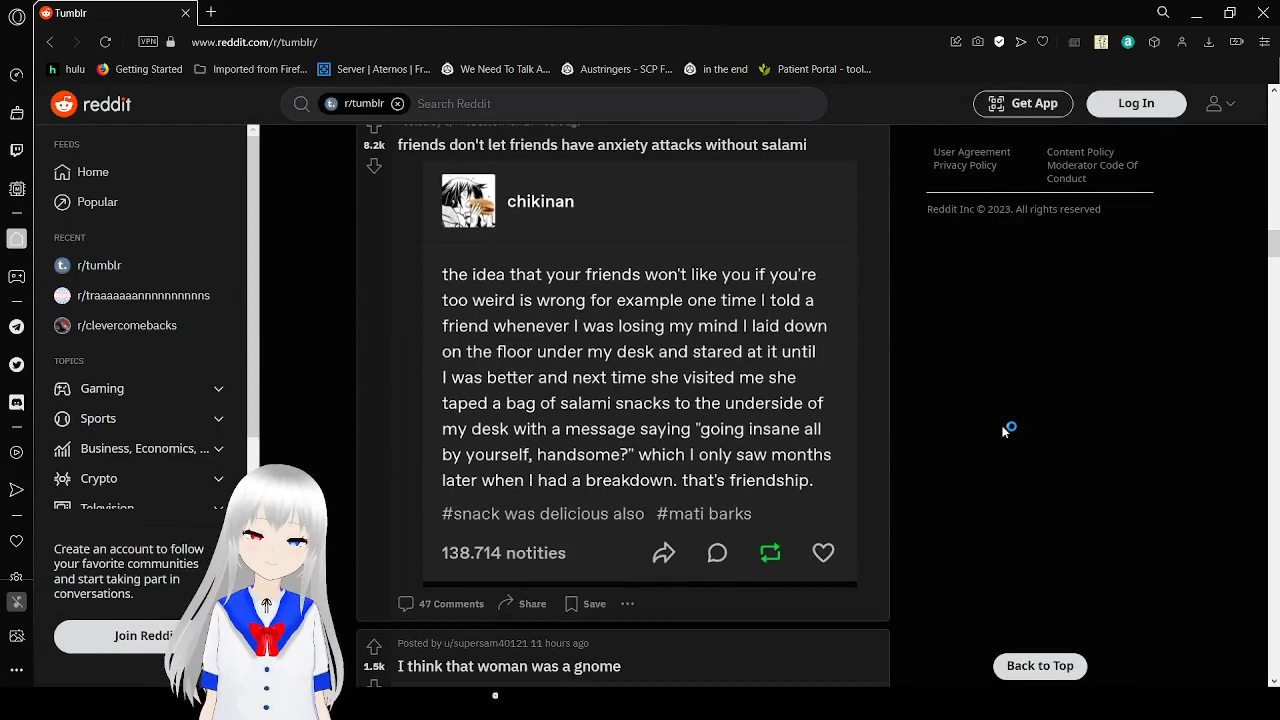 Tumblr
VPN
www.reddit.com/r/tumblr/
hulu
Getting Started
Imported from Firef...
Server | Aternos | Fr...
We Need To Talk A...
Austringers - SCP F...
in the end
Patient Portal - tool...
reddit
r/tumblr
Search Reddit
Get App
Log In
FEEDS
Home
Popular
RECENT
r/tumblr
r/traaaaaaannnnnnnnnns
r/clevercomebacks
TOPICS
Gaming
Sports
Business, Economics, ...
Crypto
Television
Create an account to follow
your favorite communities
and start taking part in
conversations.
Join Reddi
8.2k
friends don't let friends have anxiety attacks without salami
chikinan
the idea that your friends won't like you if you're
too weird is wrong for example one time I told a
friend whenever I was losing my mind I laid down
on the floor under my desk and stared at it until
I was better and next time she visited me she
taped a bag of salami snacks to the underside of
my desk with a message saying "going insane all
by yourself, handsome?" which I only saw months
later when I had a breakdown. that's friendship.
#snack was delicious also #mati barks
138.714 notities
47 Comments
Share
Save
Posted by u/supersam40121 11 hours ago
1.5k
I think that woman was a gnome
User Agreement
Content Policy
Privacy Policy
Moderator Code Of
Conduct
Reddit Inc © 2023. All rights reserved
Back to Top